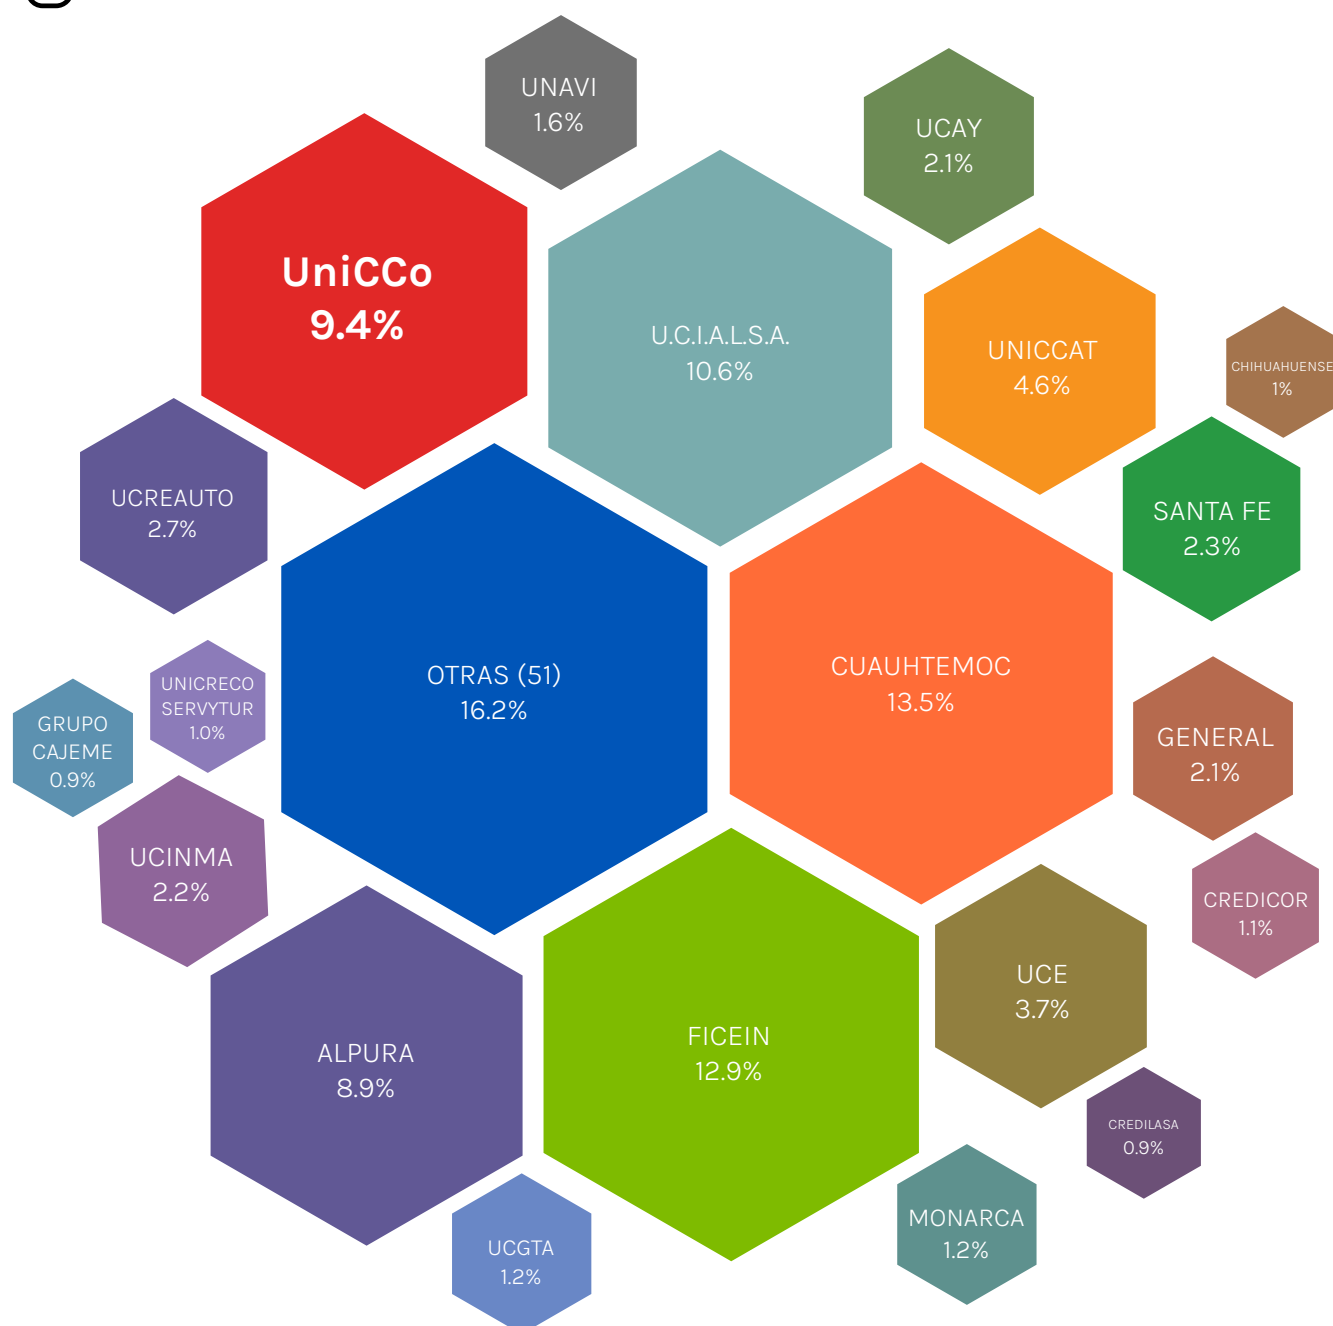 UNAVI
1.6%
UCAY
2.1%
UniCCo
9.4%
U.C.I.A.L.S.A.
10.6%
UNICCAT
4.6%
CHIHUAHUENSE
1%
UCREAUTO
2.7%
SANTA FE
2.3%
OTRAS (51)
16.2%
CUAUHTEMOC
13.5%
UNICRECO
SERVYTUR
1.0%
GRUPO
CAJEME
0.9%
GENERAL
2.1%
UCINMA
2.2%
CREDICOR
1.1%
UCE
3.7%
ALPURA
8.9%
FICEIN
12.9%
CREDILASA
0.9%
MONARCA
1.2%
UCGTA
1.2%